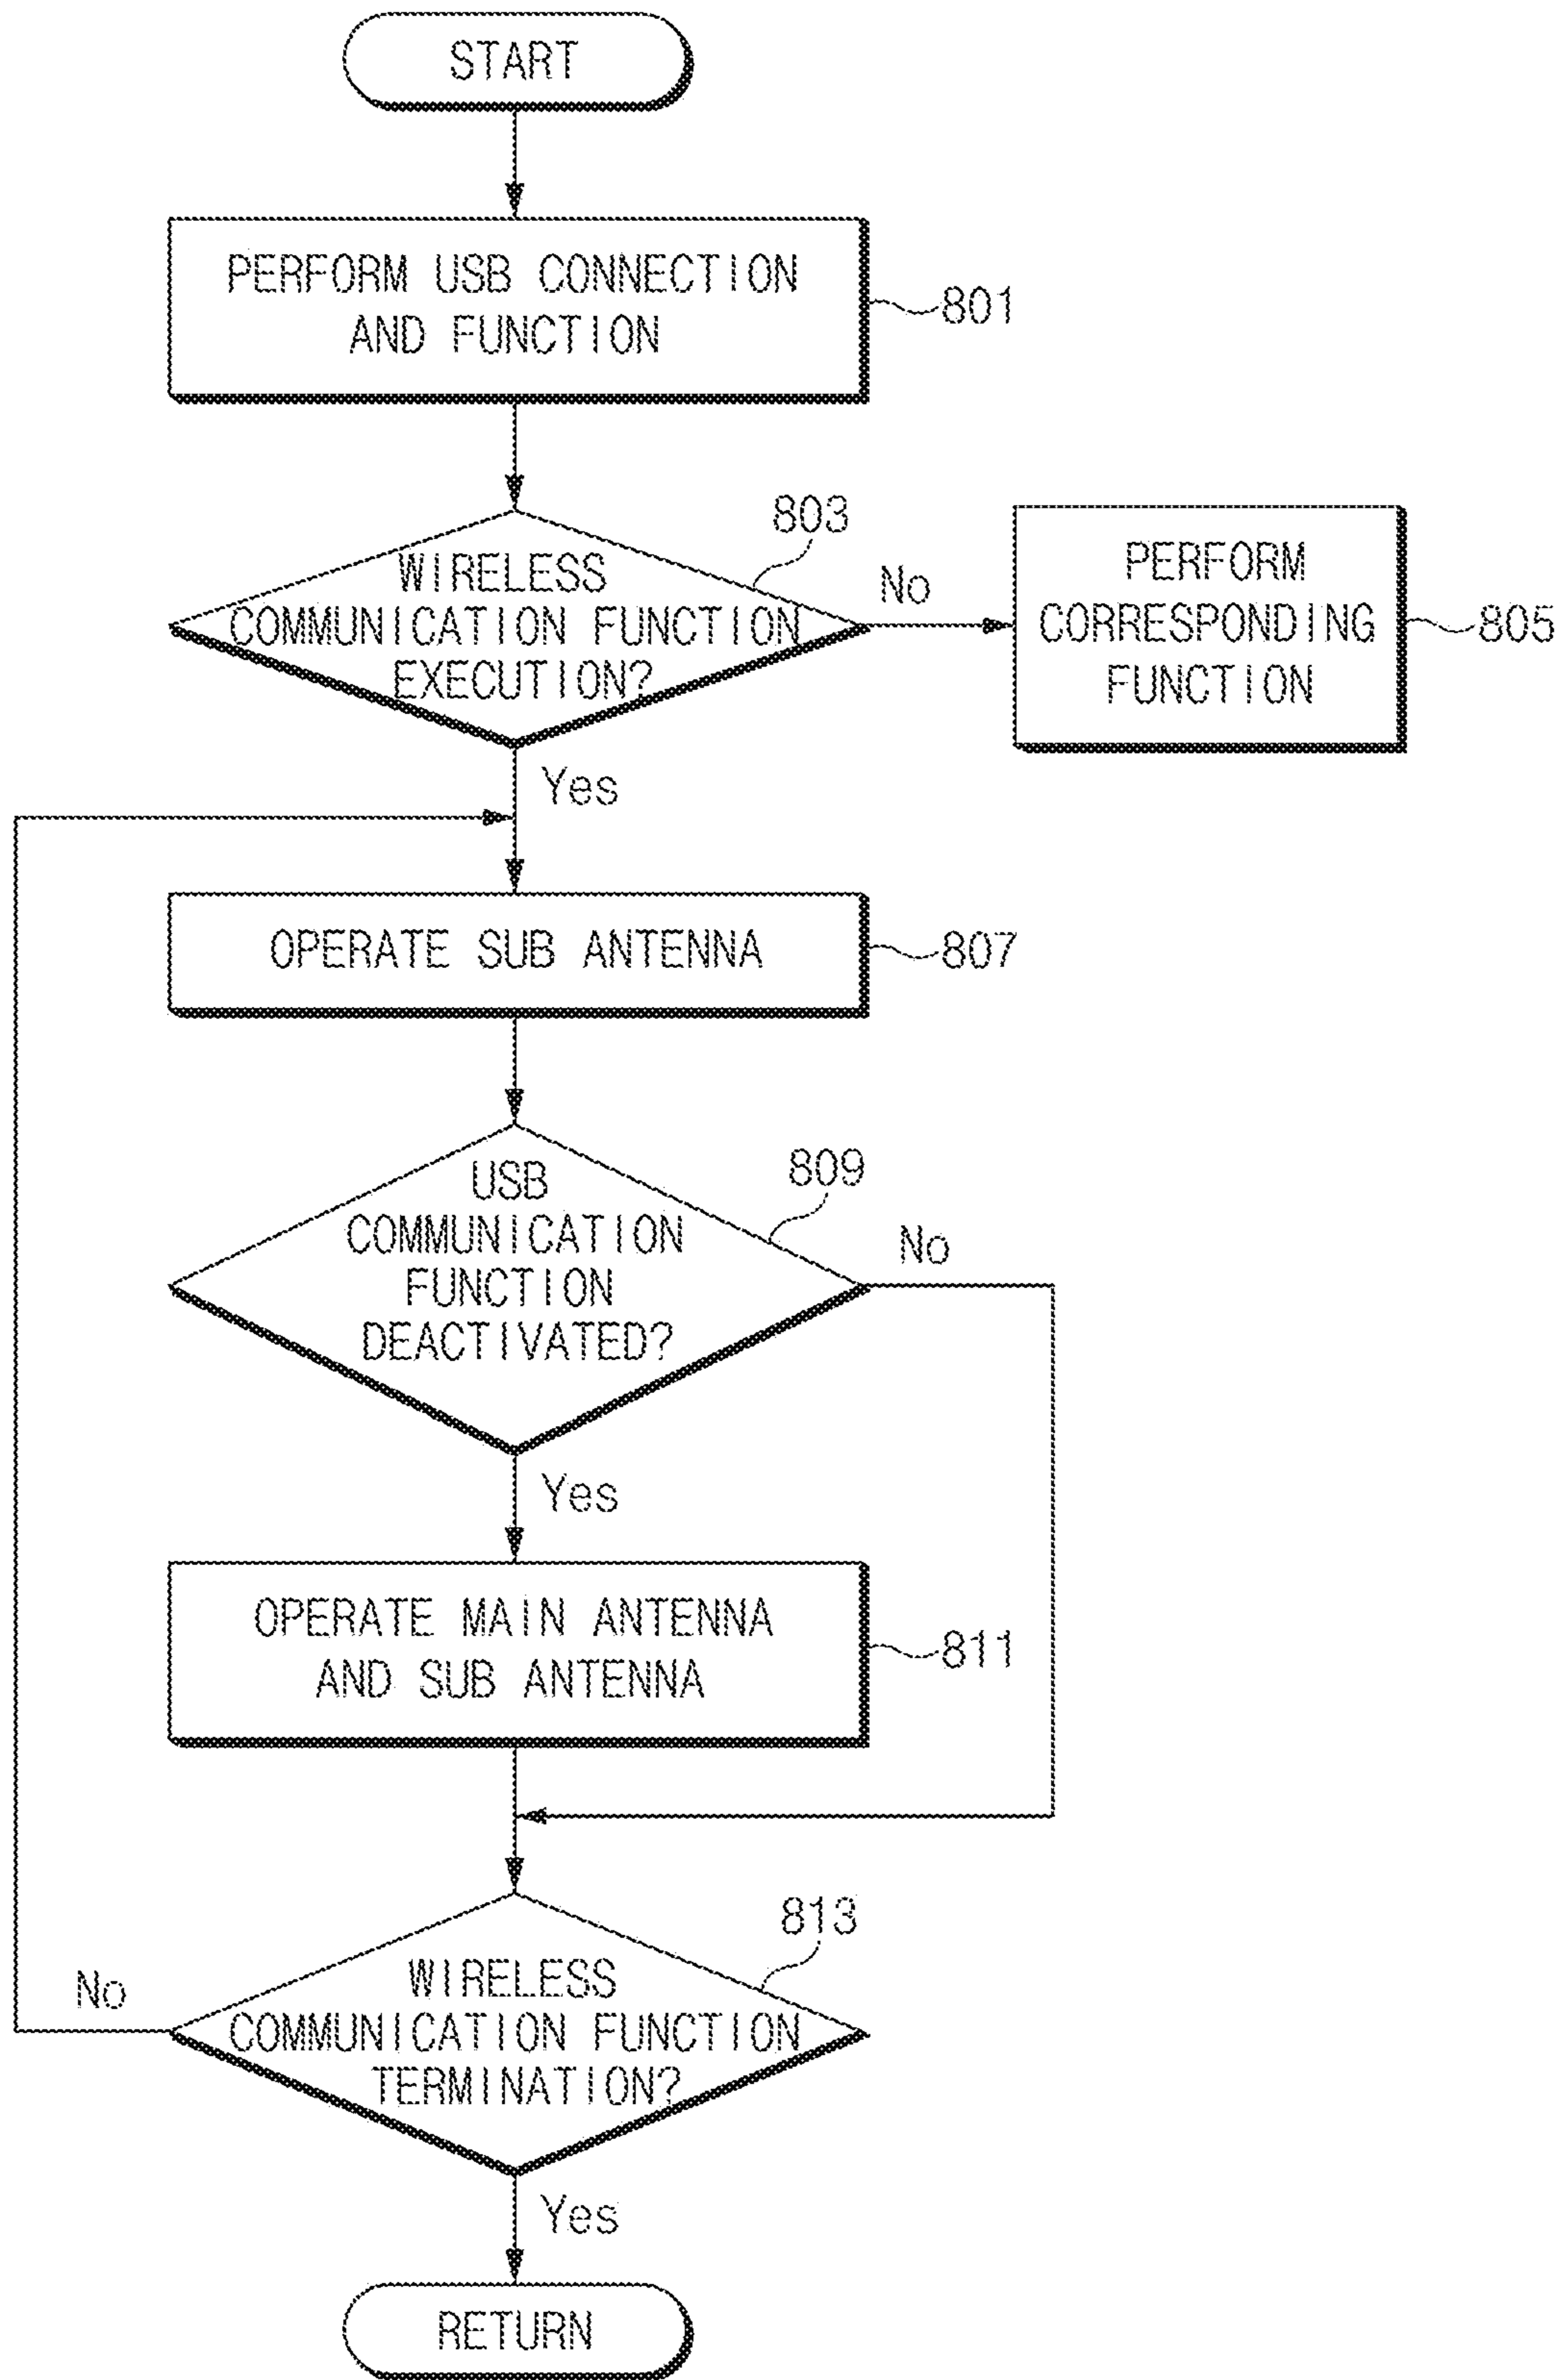 START
PERFORM USB CONNECTION
AND FUNCTION
801
803
WIRELESS
COMMUNICATION FUNCTION
EXECUTION?
No
PERFORM
CORRESPONDING
FUNCTION
805
Yes
OPERATE SUB ANTENNA
807
809
USB
COMMUNICATION
FUNCTION
DEACTIVATED?
No
Yes
OPERATE MAIN ANTENNA
AND SUB ANTENNA
811
813
WIRELESS
COMMUNICATION FUNCTION
TERMINATION?
No
Yes
RETURN